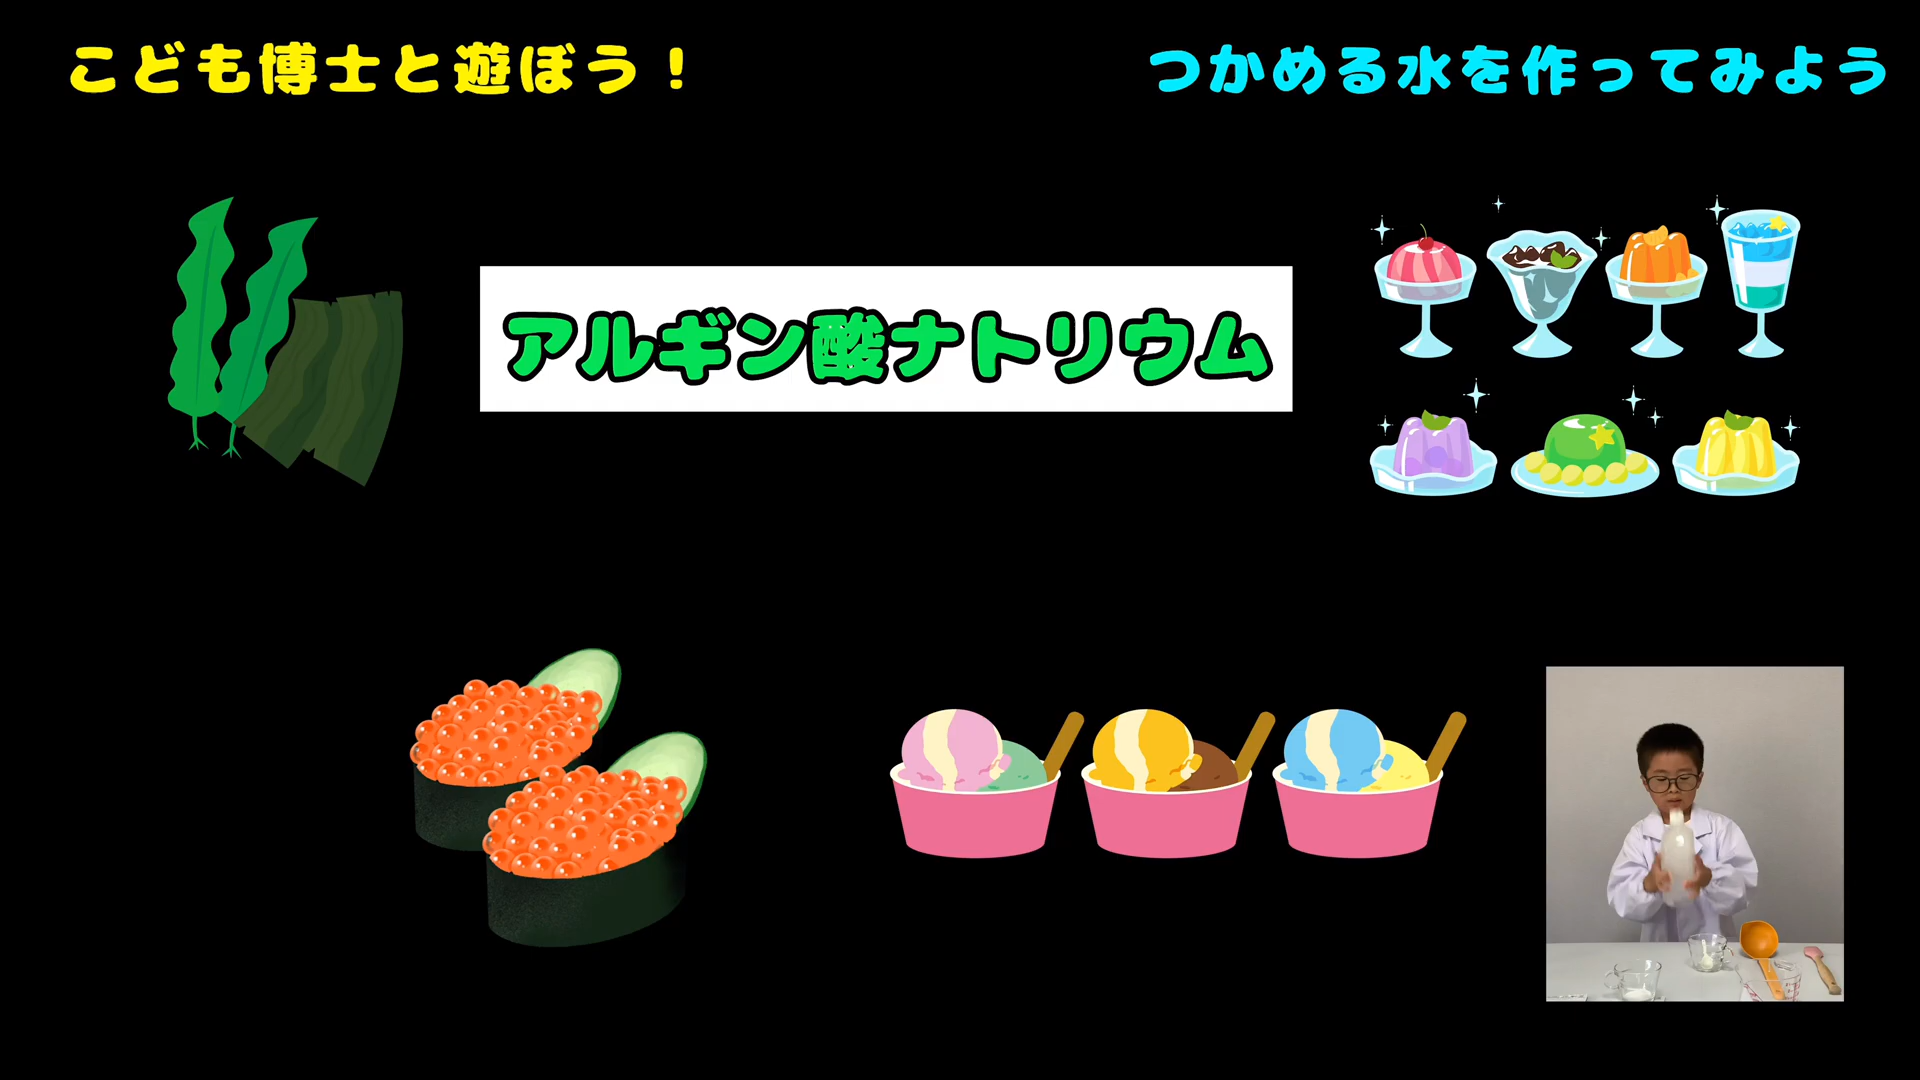 こども博士と遊ぼう！
つかめる水を作ってみよう
アルギン酸ナトリウム